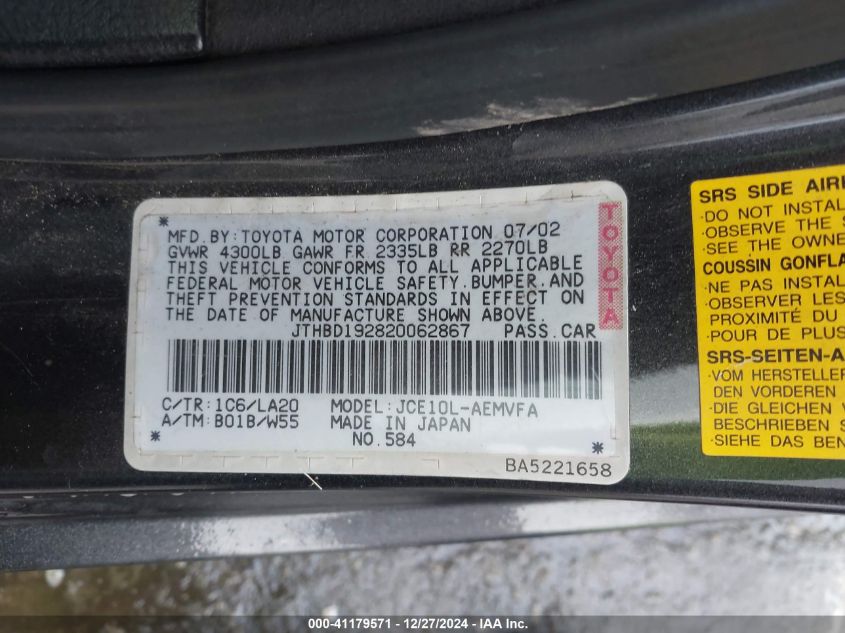 MFD.BY:TOYOTA MOTOR CORPORATION 07/02
GVWR 4300LB GAWR FR 2335LB RR 2270LB
THIS VEHICLE CONFORMS TO ALL APPLICABLE
FEDERAL MOTOR VEHICLE SAFETY.BUMPER.AND
THEFT PREVENTION STANDARDS IN EFFECT ON
THE DATE OF MANUFACTURE SHOWN ABOVE.
JTHBD192820062867 PASS.CAR
C/TR:1C6/LA20 MODEL:JCE10L-AEMVFA
A/TM:B01B/W55 MADE IN JAPAN
NO.584
BA5221658
TOYOTA
SRS SIDE AIR
·DO NOT INSTAL
·OBSERVE THE S
·SEE THE OWNE
COUSSIN GONFLA
·NE PAS INSTAL
·OBSERVER LES
PROXIMITÉ DU
·POUR DE PLUS
SRS-SEITEN-A
·VOM HERSTELLER
DEN VORDEREN
·DIE GLEICHEN V
BESCHRIEBEN S
·SIEHE DAS BEN
000-41179571 - 12/27/2024 - IAA Inc.